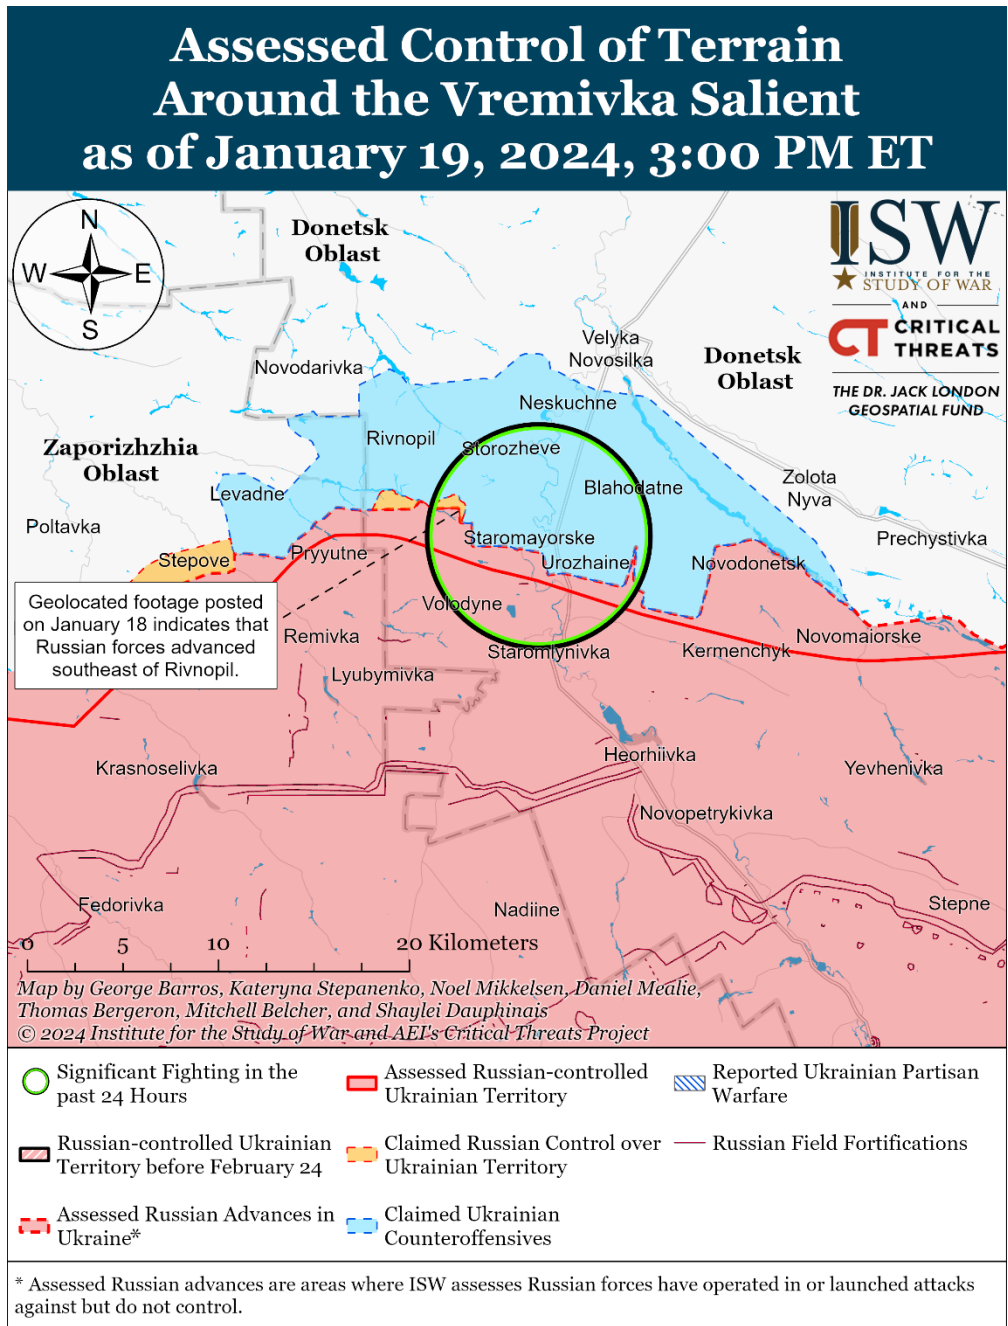 Assessed Control of Terrain
Around the Vremivka Salient
as of January 19, 2024, 3:00 PM ET
N
W
E
S
Donetsk
Oblast
ISW
INSTITUTE FOR THE
STUDY OF WAR
AND
CT CRITICAL
THREATS
THE DR. JACK LONDON
GEOSPATIAL FUND
Velyka
Novosilka
Donetsk
Oblast
Novodarivka
Neskuchne
Rivnopil
Storozheve
Zaporizhzhia
Oblast
Levadne
Blahodatne
Zolota
Nyva
Poltavka
Staromayorske
Prechystivka
Pryyutne
Stepove
Urozhaine
Novodonetsk
Geolocated footage posted
on January 18 indicates that
Russian forces advanced
southeast of Rivnopil.
Volodyne
Remivka
Novomaiorske
Staromlynivka
Kermenchyk
Lyubymivka
Heorhiivka
Krasnoselivka
Yevhenivka
Novopetrykivka
Fedorivka
Nadiine
Stepne
0 5 10 20 Kilometers
Map by George Barros, Kateryna Stepanenko, Noel Mikkelsen, Daniel Mealie,
Thomas Bergeron, Mitchell Belcher, and Shaylei Dauphinais
© 2024 Institute for the Study of War and AEI's Critical Threats Project
Significant Fighting in the
past 24 Hours
Assessed Russian-controlled
Ukrainian Territory
Reported Ukrainian Partisan
Warfare
Russian-controlled Ukrainian
Territory before February 24
Claimed Russian Control over
Ukrainian Territory
Russian Field Fortifications
Assessed Russian Advances in
Ukraine*
Claimed Ukrainian
Counteroffensives
* Assessed Russian advances are areas where ISW assesses Russian forces have operated in or launched attacks
against but do not control.